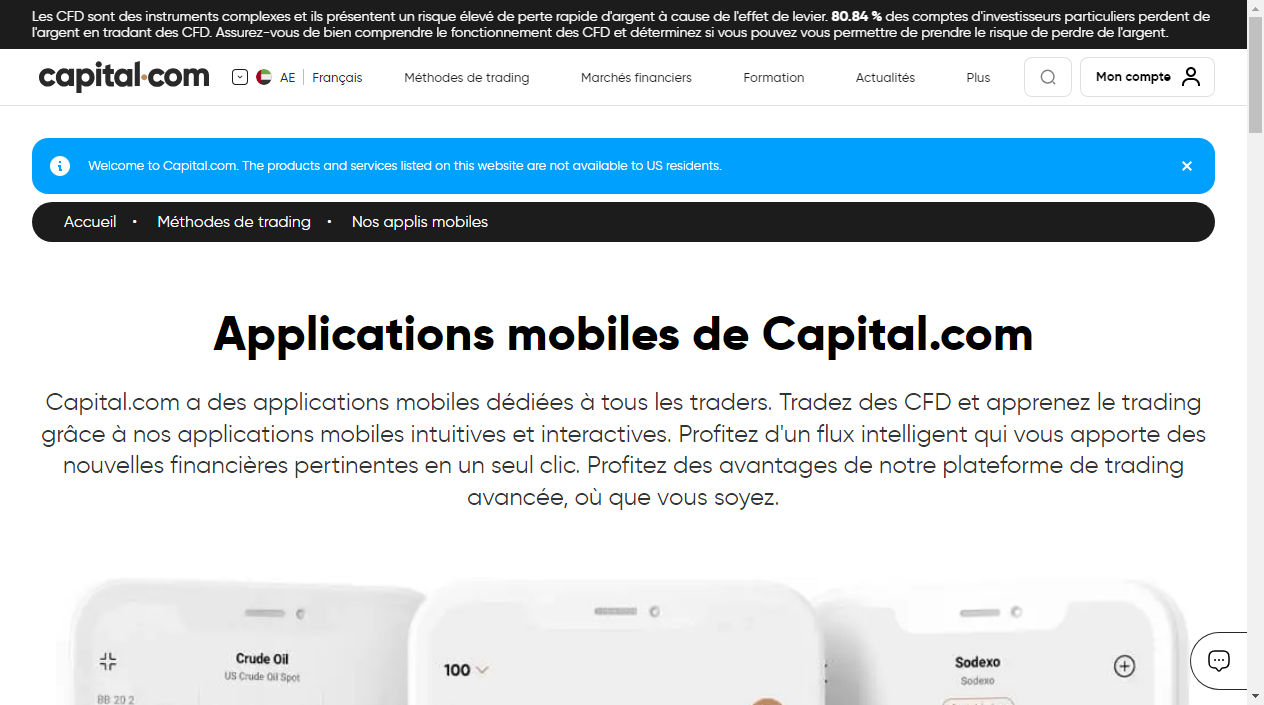 Les CFD sont des instruments complexes et ils présentent un risque élevé de perte rapide d'argent à cause de l'effet de levier. 80.84 % des comptes d'investisseurs particuliers perdent de
l'argent en tradant des CFD. Assurez-vous de bien comprendre le fonctionnement des CFD et déterminez si vous pouvez vous permettre de prendre le risque de perdre de l'argent.
capital.com AE Français Méthodes de trading Marchés financiers Formation Actualités Plus Mon compte
Welcome to Capital.com. The products and services listed on this website are not available to US residents.
Accueil • Méthodes de trading • Nos applis mobiles
Applications mobiles de Capital.com
Capital.com a des applications mobiles dédiées à tous les traders. Tradez des CFD et apprenez le trading
grâce à nos applications mobiles intuitives et interactives. Profitez d'un flux intelligent qui vous apporte des
nouvelles financières pertinentes en un seul clic. Profitez des avantages de notre plateforme de trading
avancée, où que vous soyez.
Crude Oil
US Crude Oil Spot
BB 20 2
100
Sodexo
Sodexo